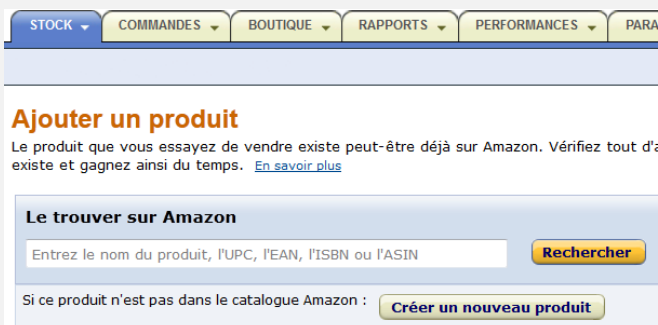 STOCK COMMANDES BOUTIQUE RAPPORTS PERFORMANCES PARA
Ajouter un produit
Le produit que vous essayez de vendre existe peut-être déjà sur Amazon. Vérifiez tout d'a
existe et gagnez ainsi du temps. En savoir plus
Le trouver sur Amazon
Entrez le nom du produit, l'UPC, l'EAN, l'ISBN ou l'ASIN Rechercher
Si ce produit n'est pas dans le catalogue Amazon : Créer un nouveau produit